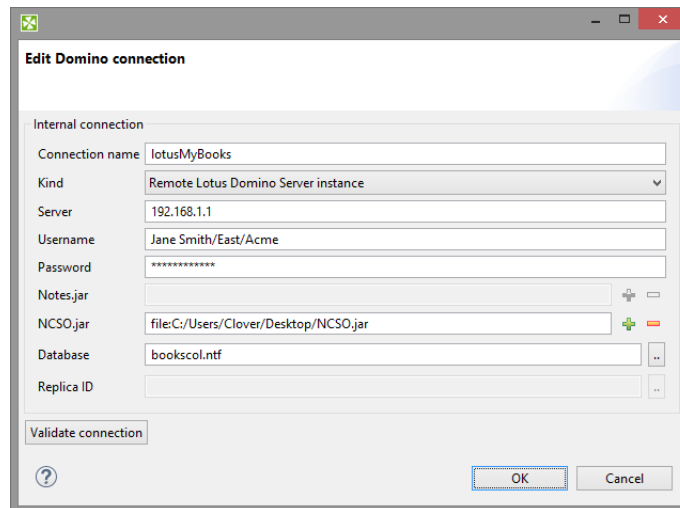 Edit Domino connection
Internal connection
Connection name lotusMyBooks
Kind Remote Lotus Domino Server instance
Server 192.168.1.1
Username Jane Smith/East/Acme
Password ************
Notes.jar
NCSO.jar file:C:/Users/Clover/Desktop/NCSO.jar
Database bookscol.ntf ..
Replica ID ..
Validate connection
? OK Cancel